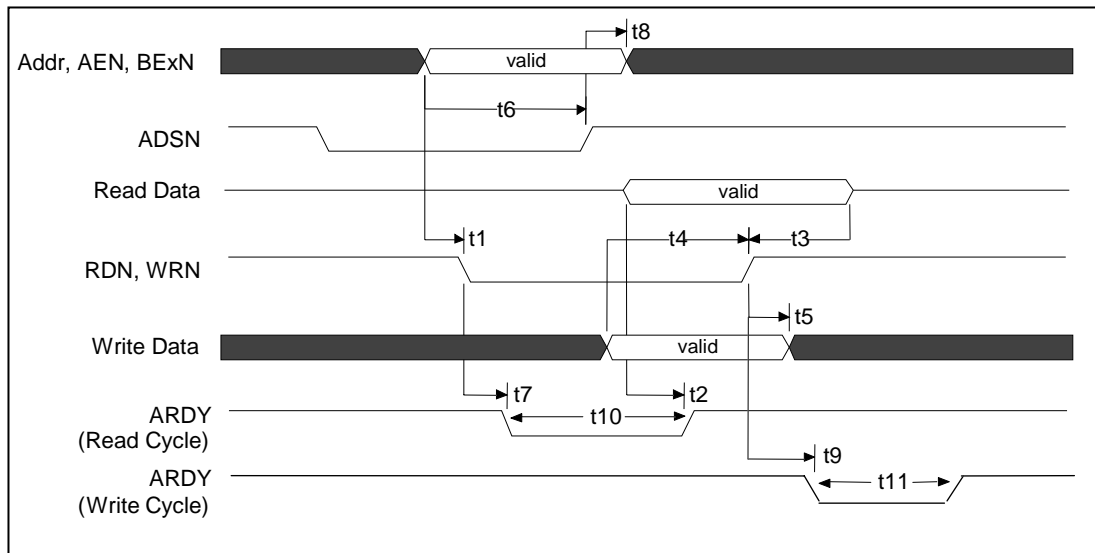 t8
Addr, AEN, BExN
valid
t6
ADSN
Read Data
valid
t1
t4
t3
RDN, WRN
t5
Write Data
valid
t7
t2
ARDY
(Read Cycle)
t10
t9
ARDY
(Write Cycle)
t11